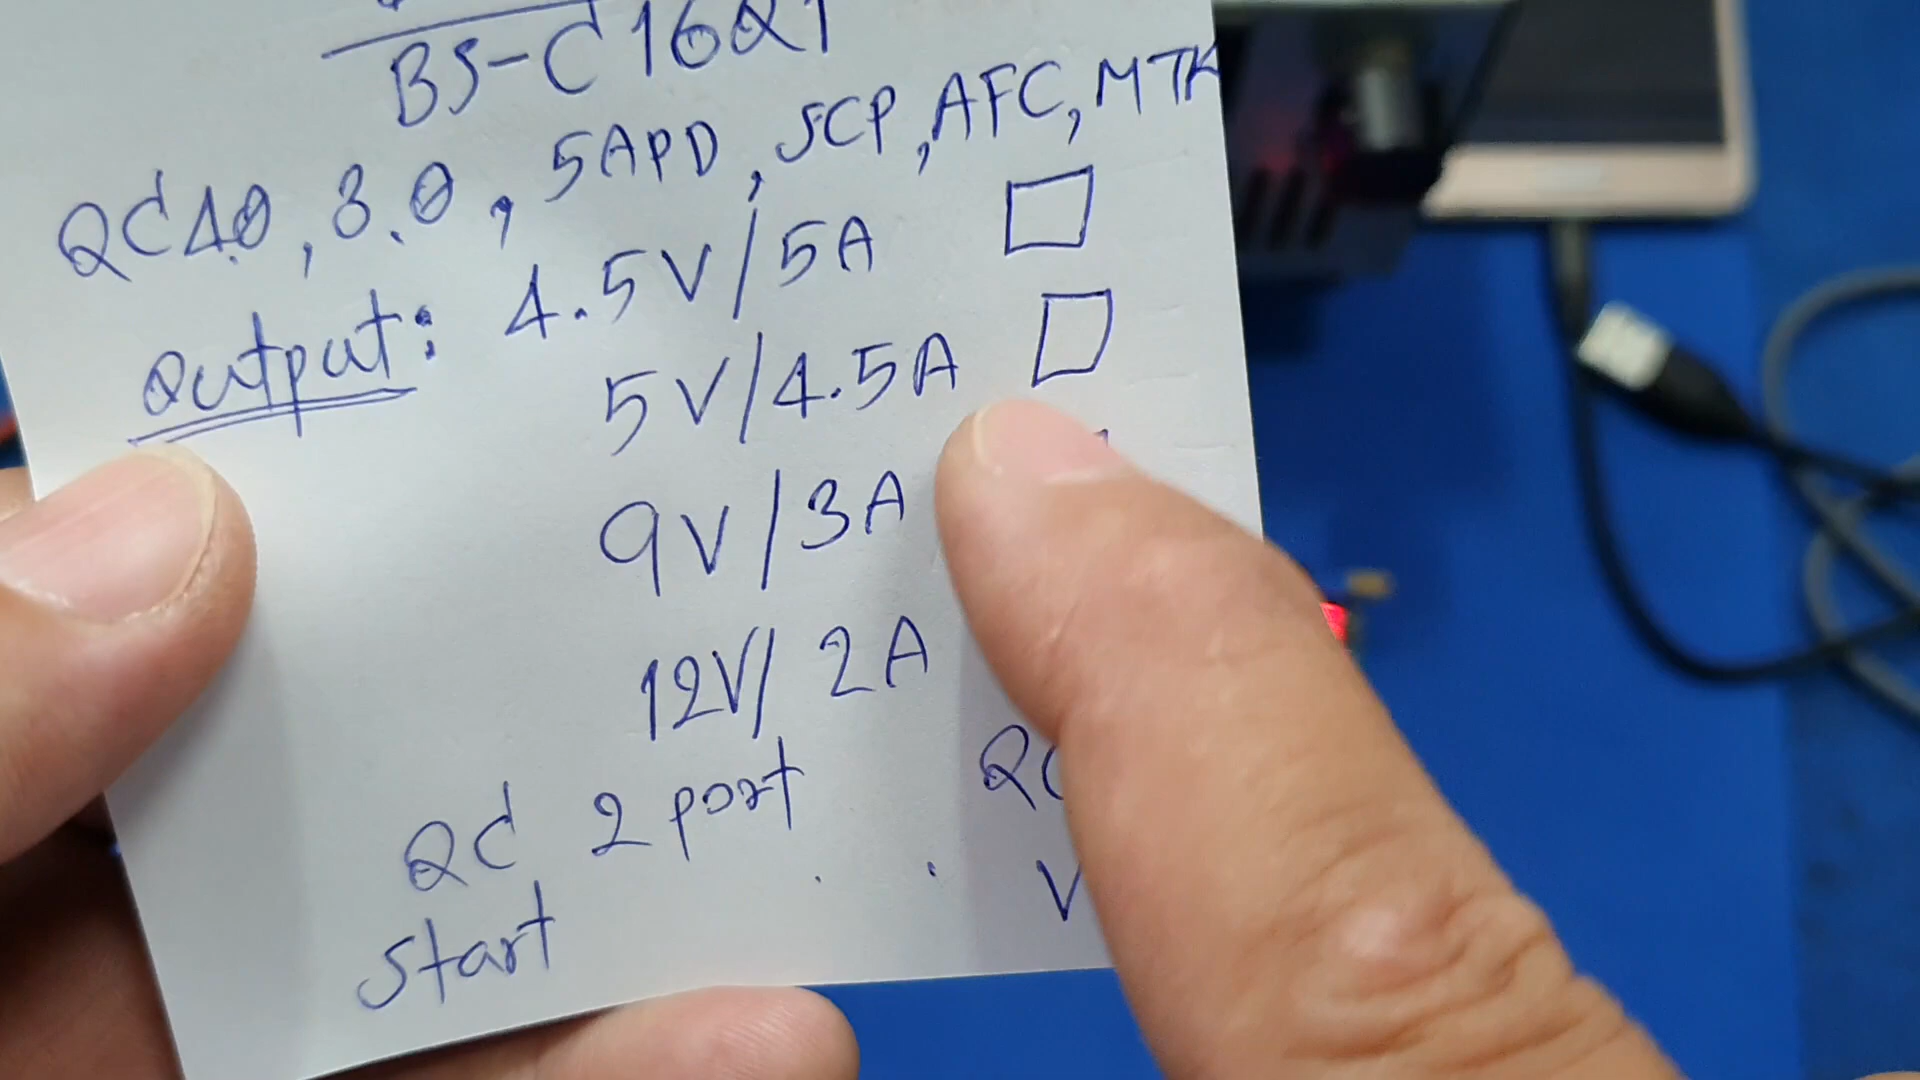 BS-C16Q1
QC4.0, 3.0, 5APD, SCP, AFC, MTK
Output: 4.5V/5A
5V/4.5A
9V/3A
12V/2A
QC 2 port
Start